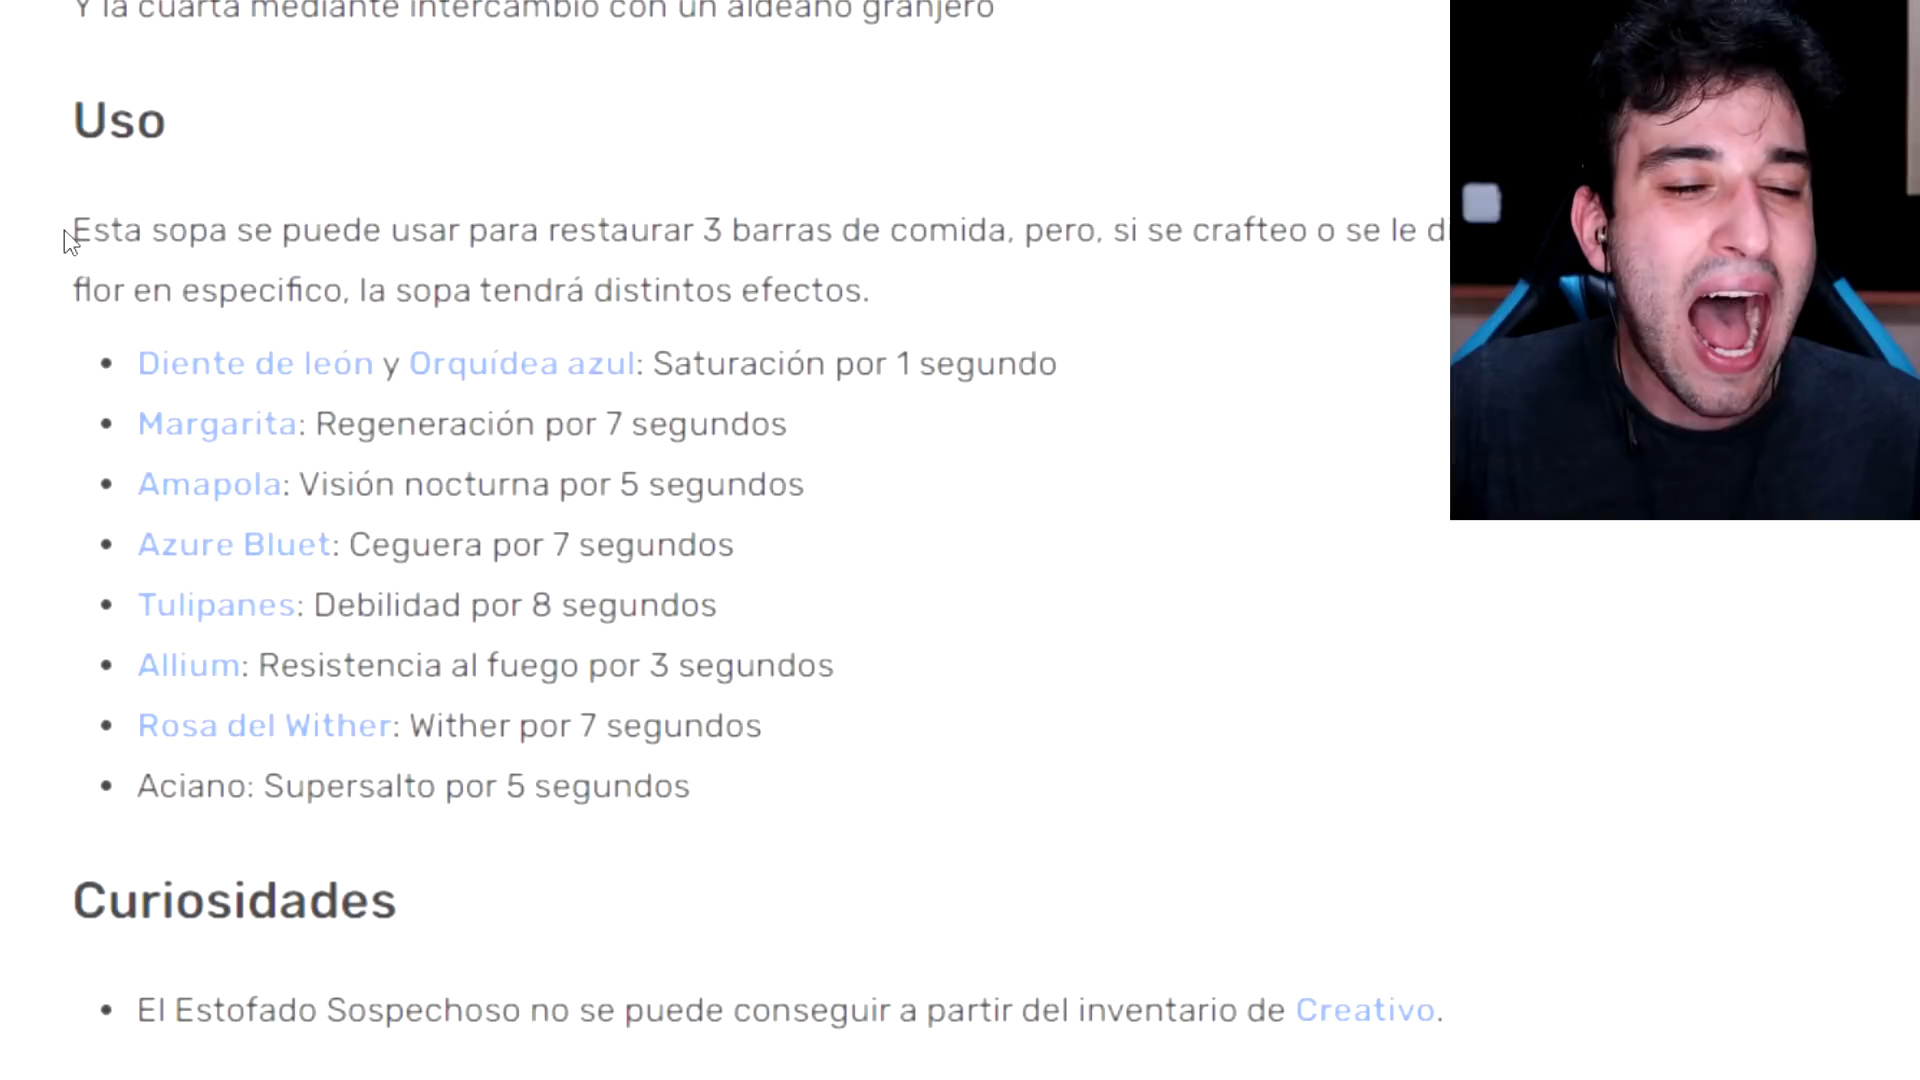 Y la cuarta mediante intercambio con un aldeano granjero
Uso
Esta sopa se puede usar para restaurar 3 barras de comida, pero, si se crafteo o se le
flor en especifico, la sopa tendrá distintos efectos.
• Diente de león y Orquídea azul: Saturación por 1 segundo
• Margarita: Regeneración por 7 segundos
• Amapola: Visión nocturna por 5 segundos
• Azure Bluet: Ceguera por 7 segundos
• Tulipanes: Debilidad por 8 segundos
• Allium: Resistencia al fuego por 3 segundos
• Rosa del Wither: Wither por 7 segundos
• Aciano: Supersalto por 5 segundos
Curiosidades
• El Estofado Sospechoso no se puede conseguir a partir del inventario de Creativo.